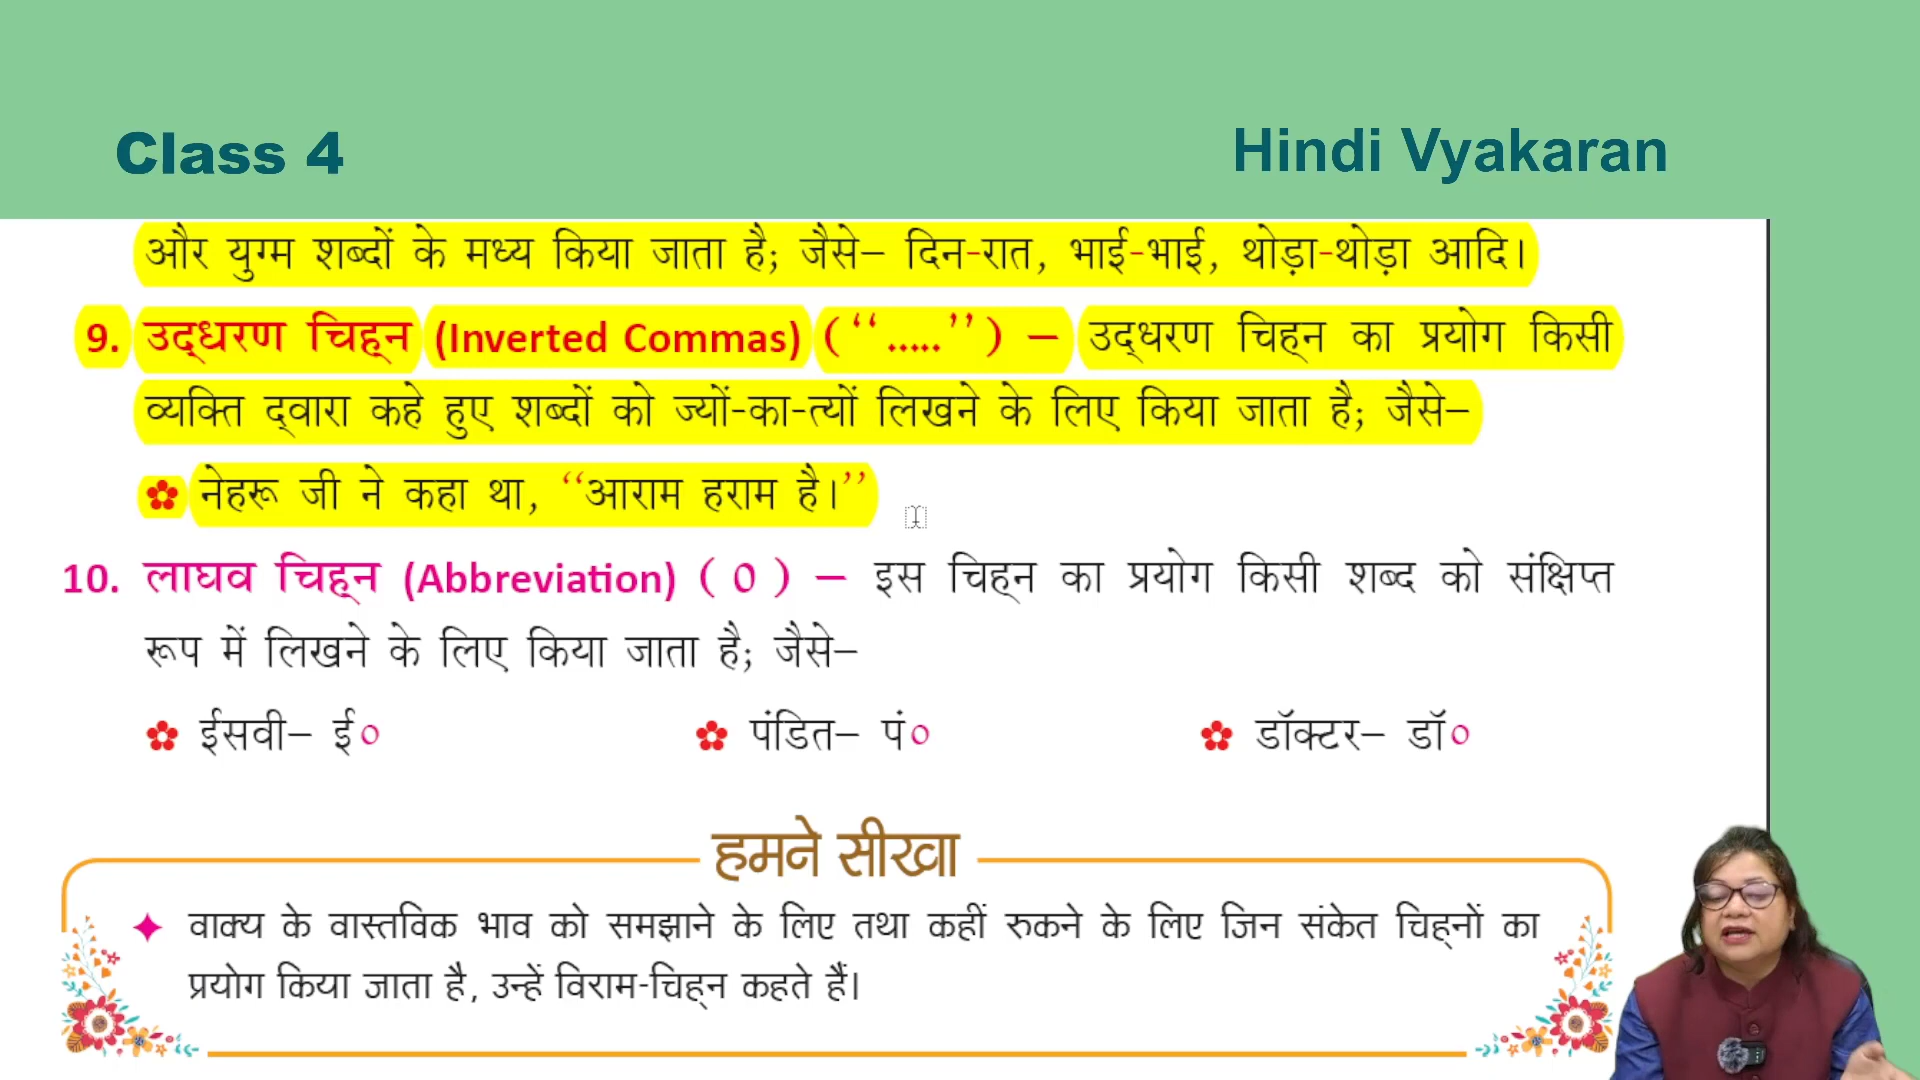 Class 4
Hindi Vyakaran
और युग्म शब्दों के मध्य किया जाता है; जैसे– दिन-रात, भाई-भाई, थोड़ा-थोड़ा आदि।
9. उद्धरण चिह्न (Inverted Commas) (‘‘.....’’) – उद्धरण चिह्न का प्रयोग किसी
व्यक्ति द्वारा कहे हुए शब्दों को ज्यों-का-त्यों लिखने के लिए किया जाता है; जैसे–
नेहरू जी ने कहा था, ‘‘आराम हराम है।’’
10. लाघव चिह्न (Abbreviation) ( 0 ) – इस चिह्न का प्रयोग किसी शब्द को संक्षिप्त
रूप में लिखने के लिए किया जाता है; जैसे–
ईसवी– ई० पंडित– पं० डॉक्टर– डॉ०
हमने सीखा
वाक्य के वास्तविक भाव को समझाने के लिए तथा कहीं रुकने के लिए जिन संकेत चिह्नों का
प्रयोग किया जाता है, उन्हें विराम-चिह्न कहते हैं।